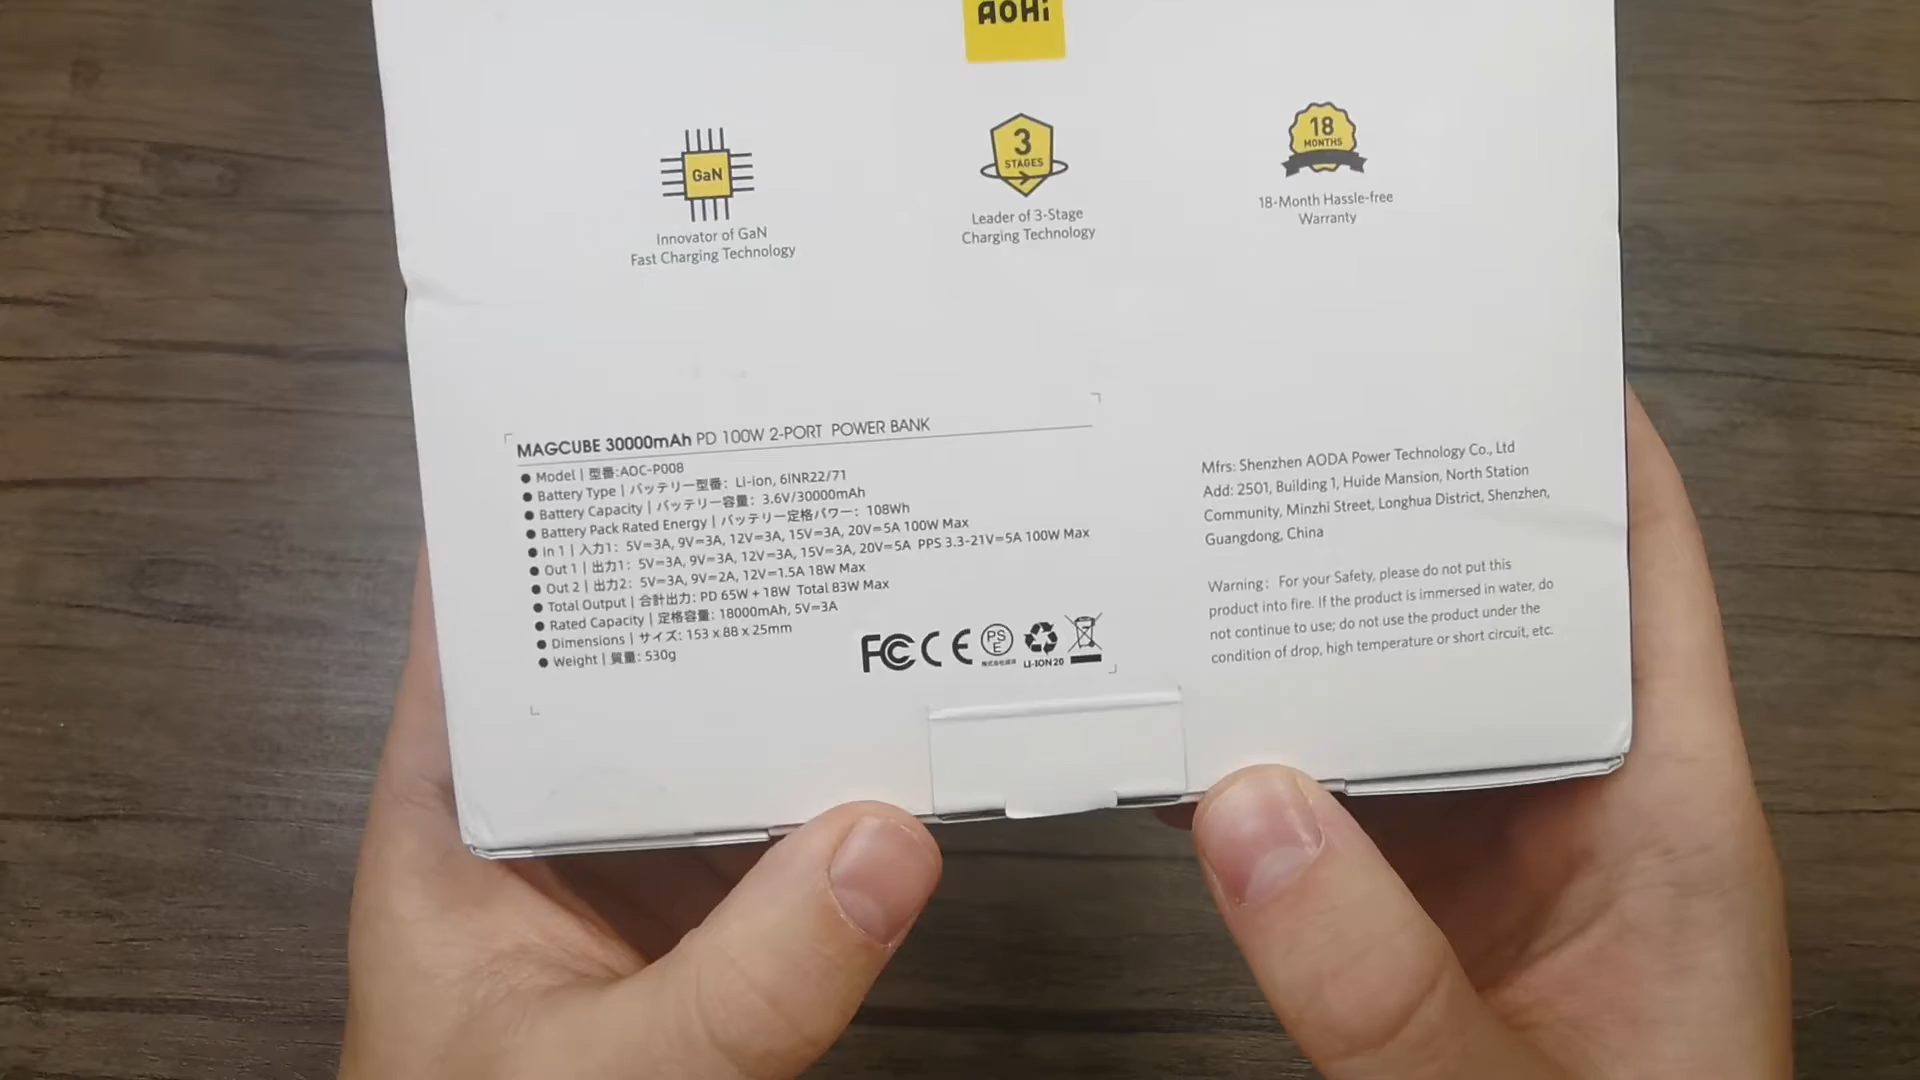 AOHi
GaN
Innovator of GaN
Fast Charging Technology
3
STAGES
Leader of 3-Stage
Charging Technology
18
MONTHS
18-Month Hassle-free
Warranty
MAGCUBE 30000mAh PD 100W 2-PORT POWER BANK
● Model | 型番:AOC-P008
● Battery Type | バッテリー型番: Li-ion, 6INR22/71
● Battery Capacity | バッテリー容量: 3.6V/30000mAh
● Battery Pack Rated Energy | バッテリー定格パワー: 108Wh
● In 1 | 入力1: 5V=3A, 9V=3A, 12V=3A, 15V=3A, 20V=5A 100W Max
● Out 1 | 出力1: 5V=3A, 9V=3A, 12V=3A, 15V=3A, 20V=5A PPS 3.3-21V=5A 100W Max
● Out 2 | 出力2: 5V=3A, 9V=2A, 12V=1.5A 18W Max
● Total Output | 合計出力: PD 65W + 18W Total 83W Max
● Rated Capacity | 定格容量: 18000mAh, 5V=3A
● Dimensions | サイズ: 153 x 88 x 25mm
● Weight | 質量: 530g
FC CE PS E LI-ION 20
Mfrs: Shenzhen AODA Power Technology Co., Ltd
Add: 2501, Building 1, Huide Mansion, North Station
Community, Minzhi Street, Longhua District, Shenzhen,
Guangdong, China
Warning: For your Safety, please do not put this
product into fire. If the product is immersed in water, do
not continue to use; do not use the product under the
condition of drop, high temperature or short circuit, etc.